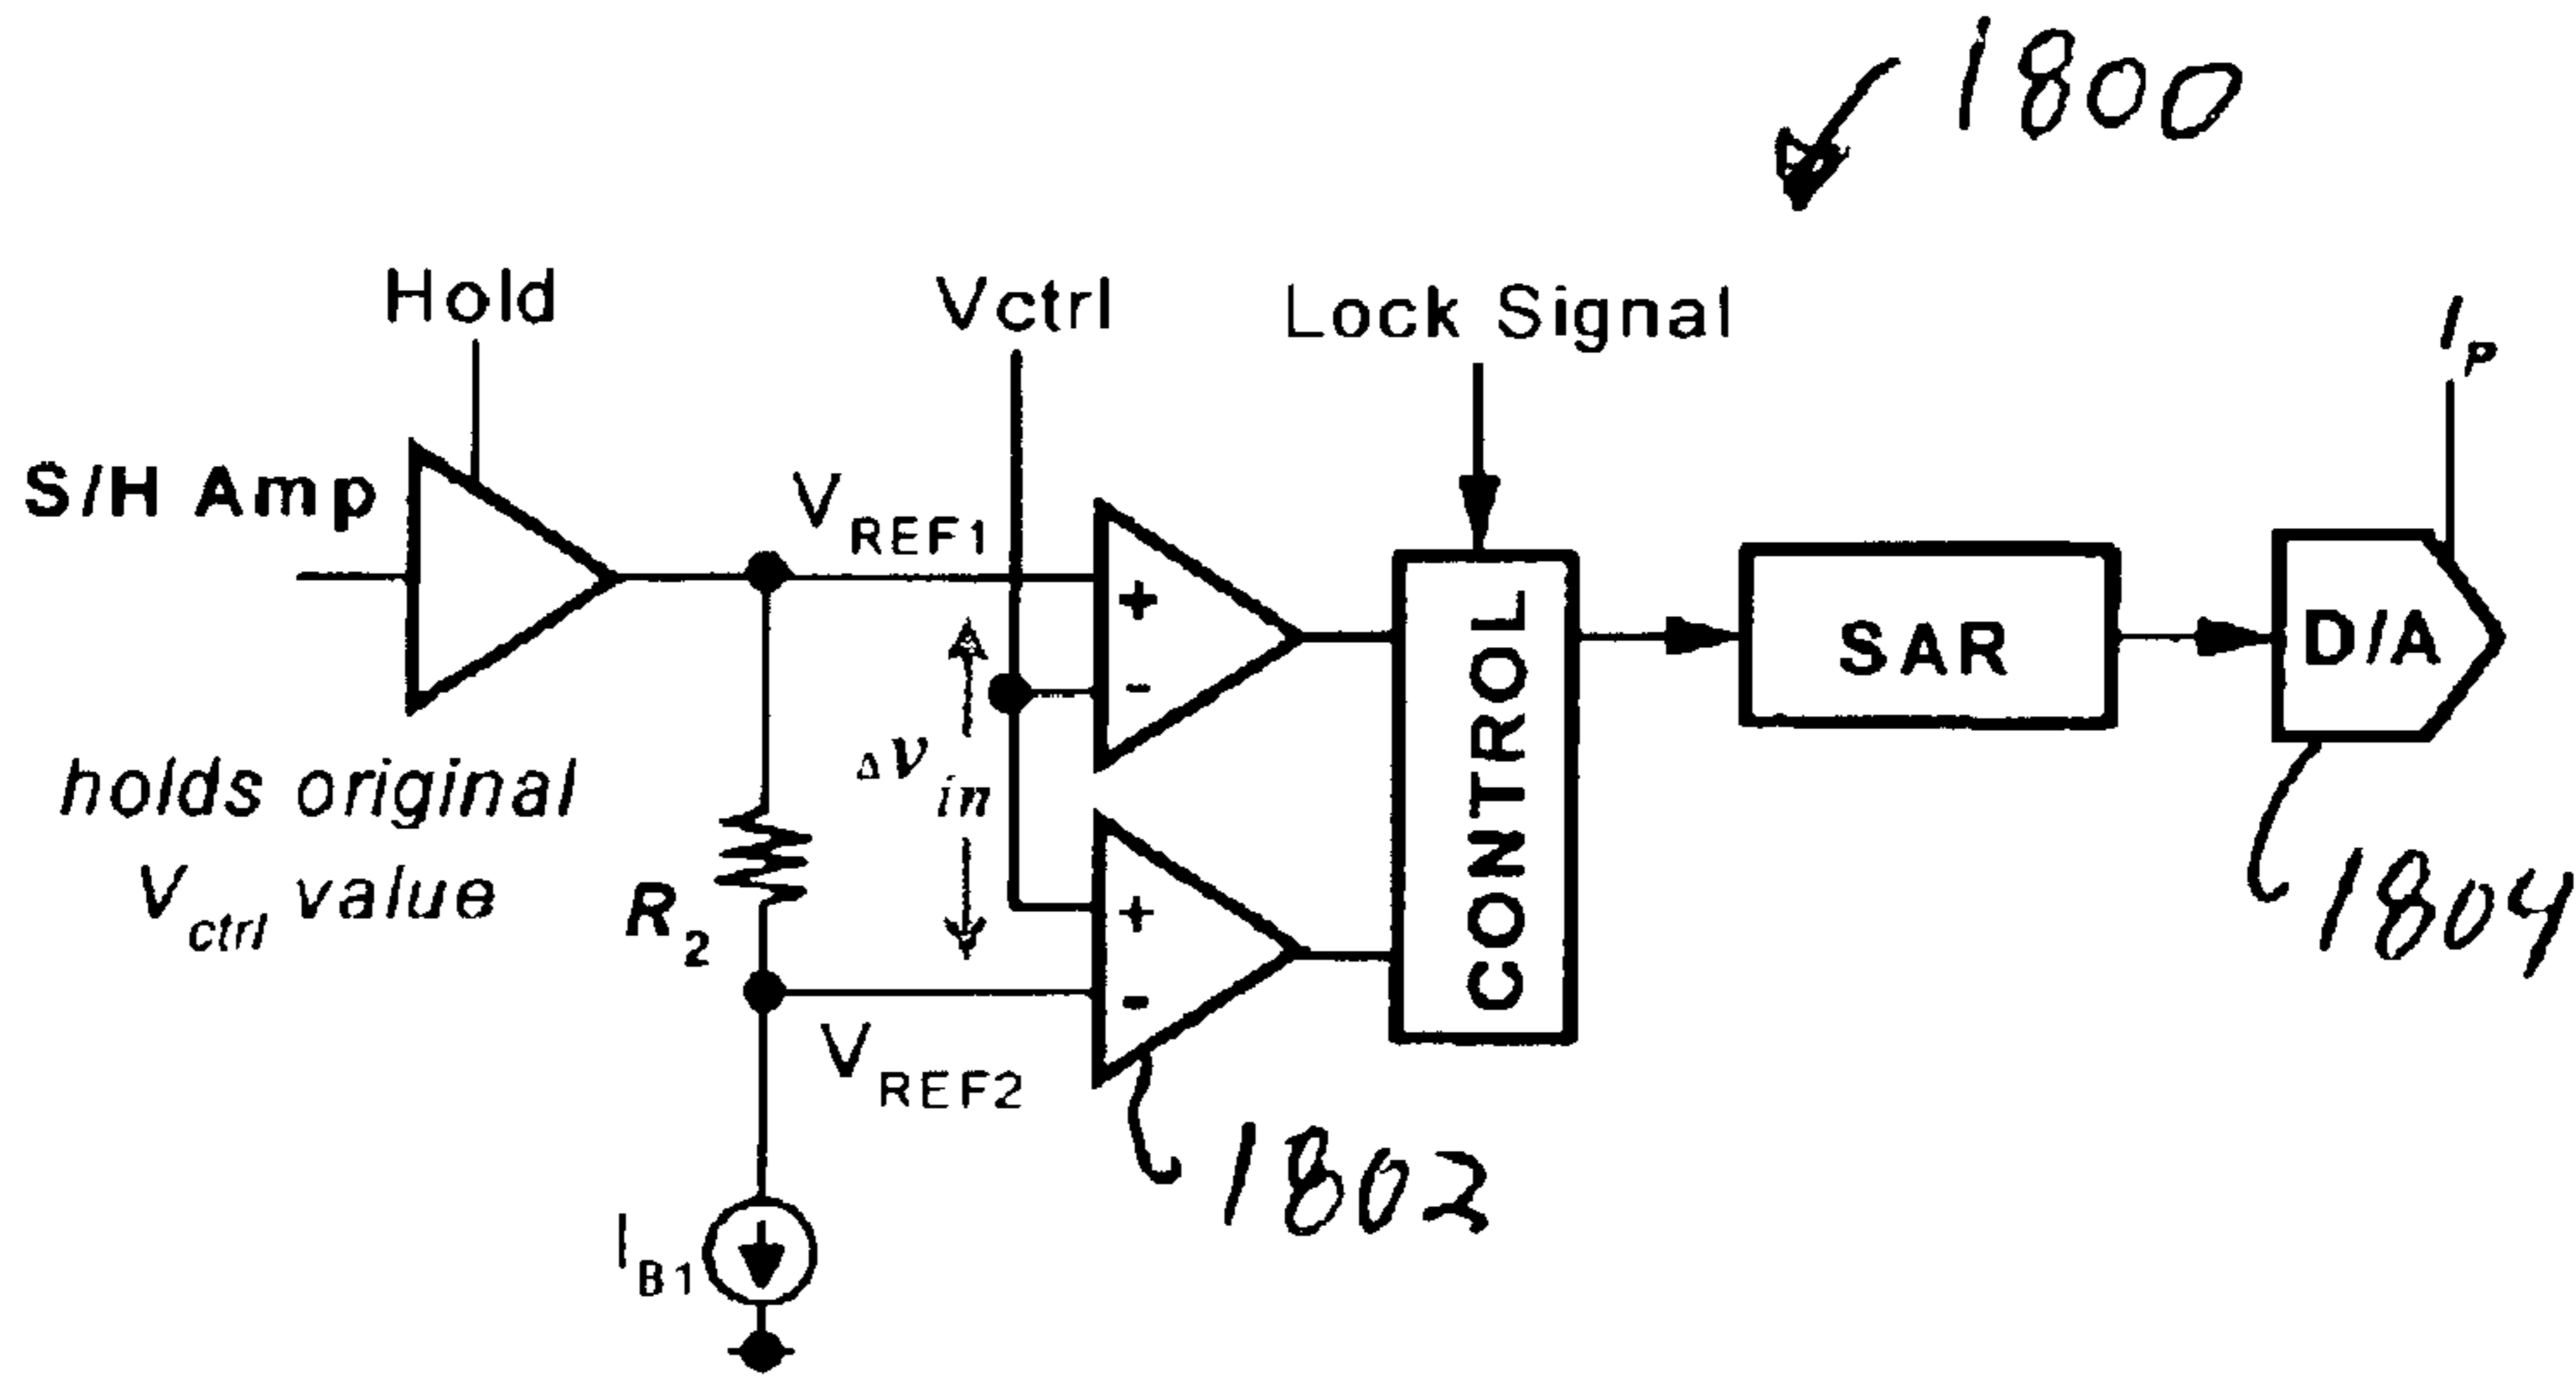 1800
Hold
Vctrl
Lock Signal
I_P
S/H Amp
V_REF1
+
-
CONTROL
SAR
D/A
holds original
V_ctrl value
Δv_in
R_2
+
-
V_REF2
1804
1802
I_B1